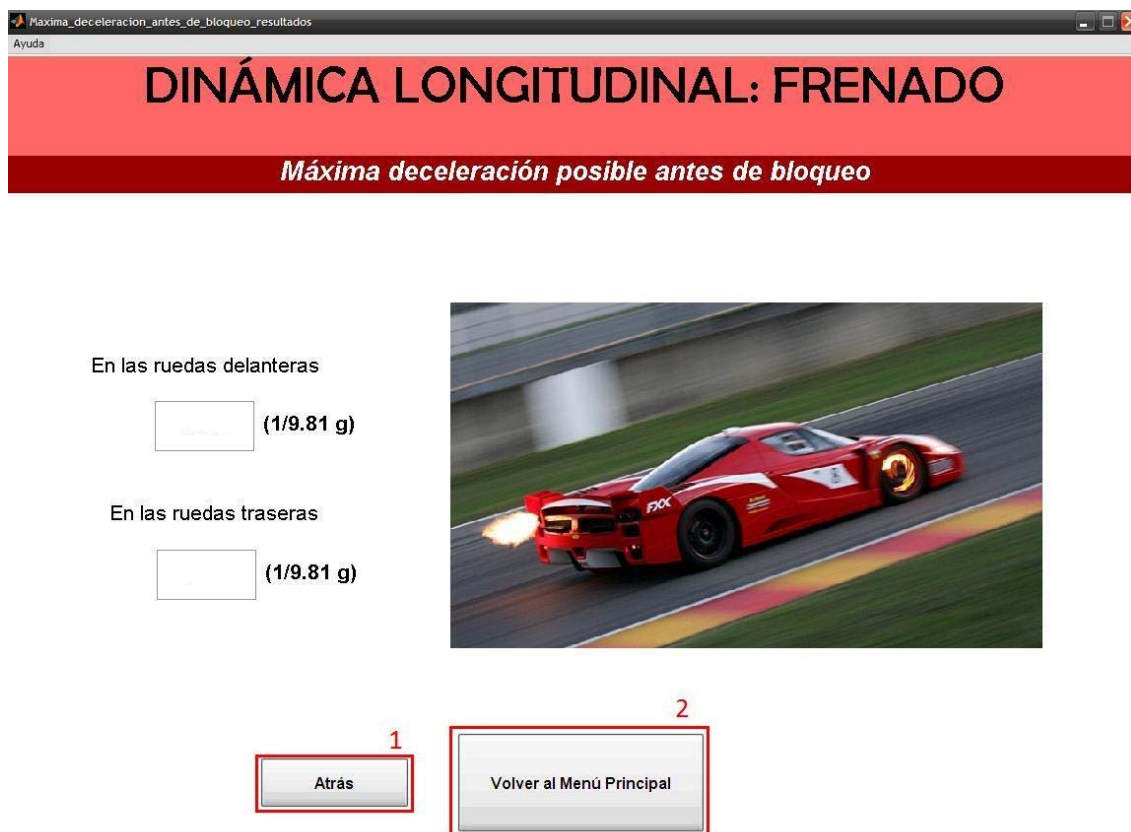 Maxima_deceleracion_antes_de_bloqueo_resultados
Ayuda
DINÁMICA LONGITUDINAL: FRENADO
Máxima deceleración posible antes de bloqueo
En las ruedas delanteras
(1/9.81 g)
En las ruedas traseras
(1/9.81 g)
FXX
1
2
Atrás
Volver al Menú Principal